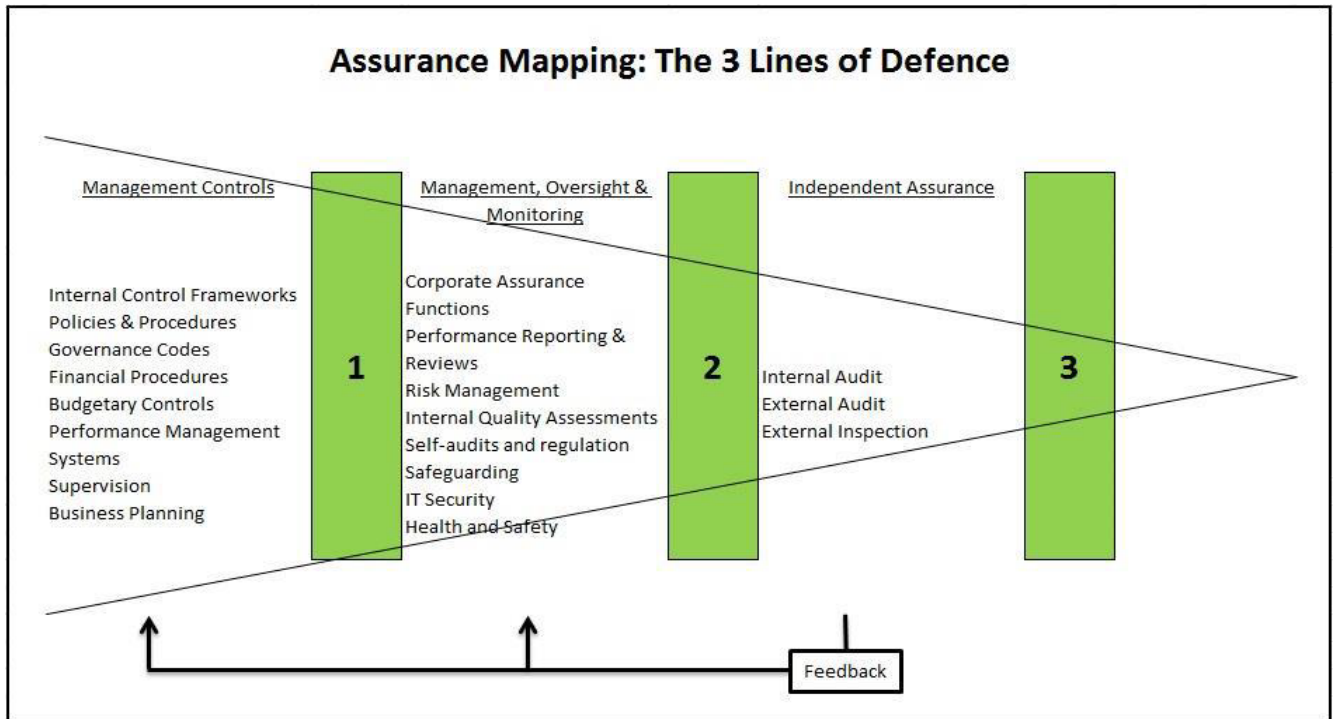 Assurance Mapping: The 3 Lines of Defence
Management Controls
Internal Control Frameworks
Policies & Procedures
Governance Codes
Financial Procedures
Budgetary Controls
Performance Management
Systems
Supervision
Business Planning
1
Management, Oversight &
Monitoring
Corporate Assurance
Functions
Performance Reporting &
Reviews
Risk Management
Internal Quality Assessments
Self-audits and regulation
Safeguarding
IT Security
Health and Safety
2
Independent Assurance
Internal Audit
External Audit
External Inspection
3
Feedback